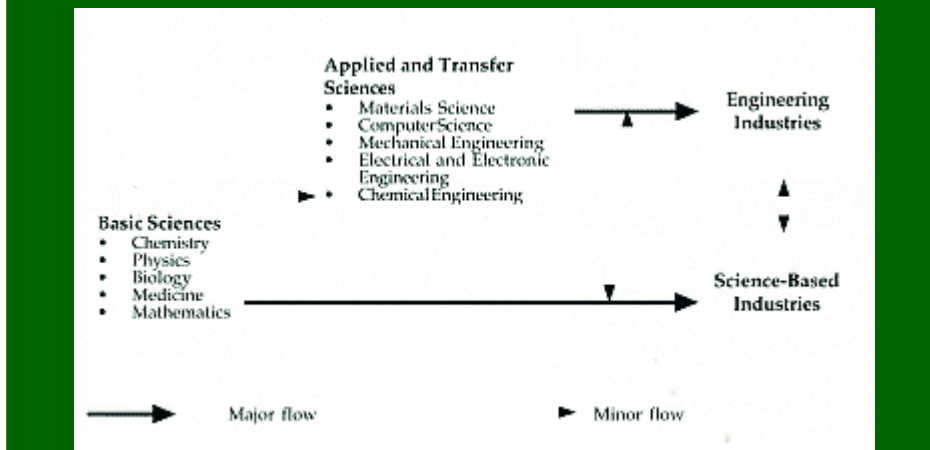 Applied and Transfer
Sciences
• Materials Science
• ComputerScience
• Mechanical Engineering
• Electrical and Electronic
Engineering
• ChemicalEngineering
Engineering
Industries
Basic Sciences
• Chemistry
• Physics
• Biology
• Medicine
• Mathematics
Science-Based
Industries
Major flow
Minor flow